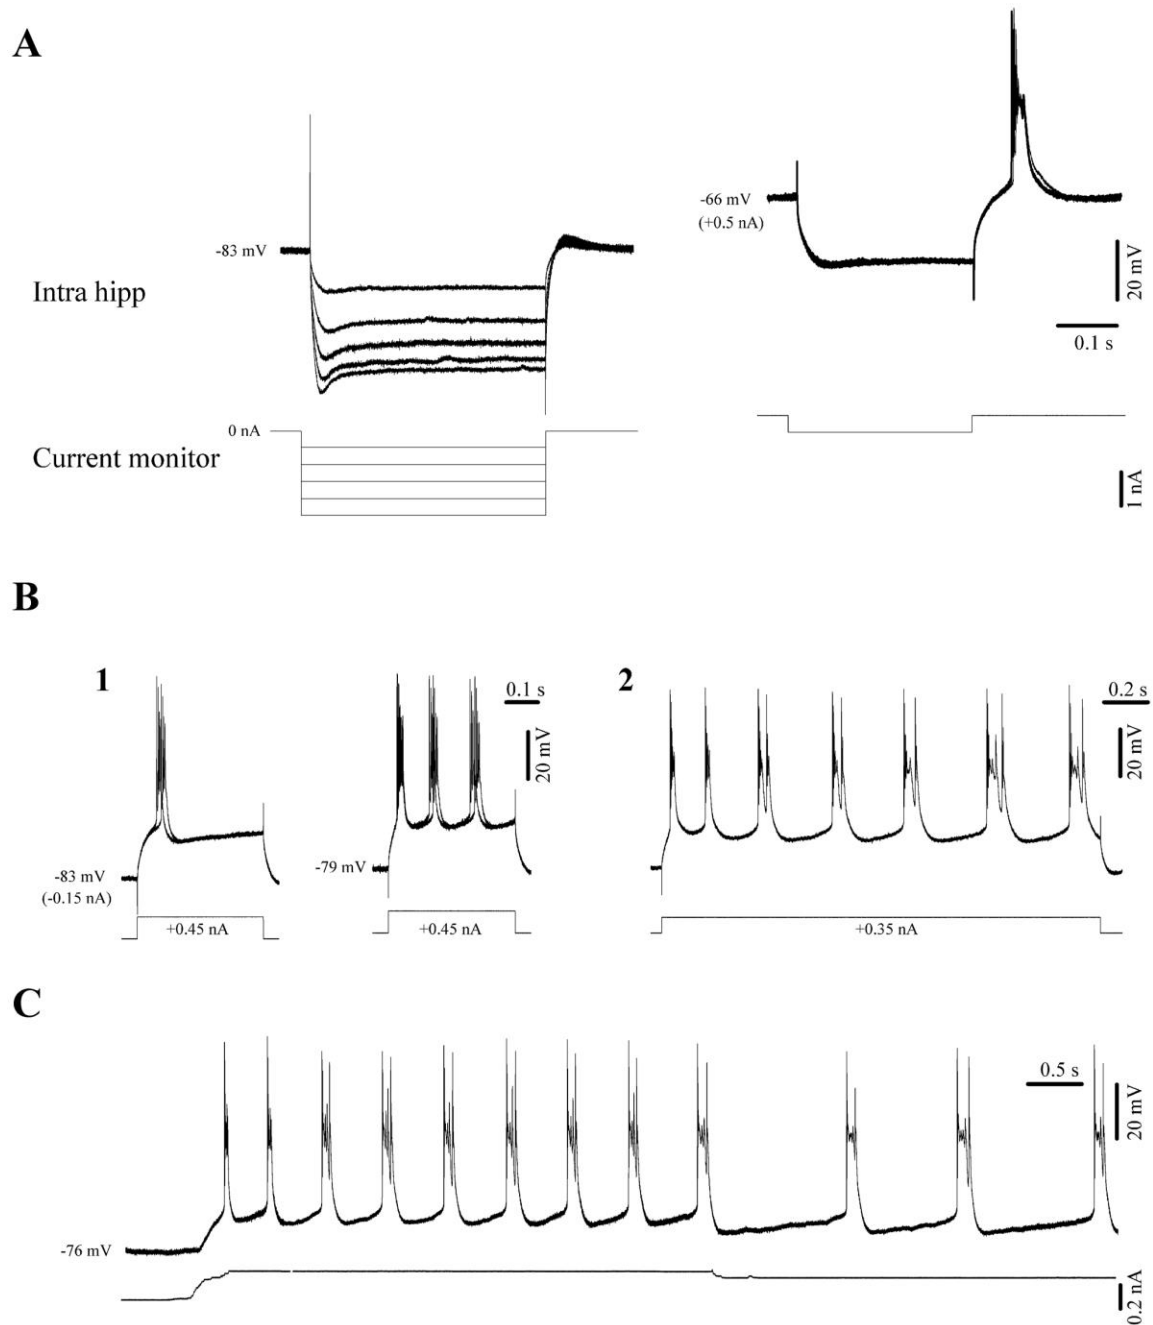 A
-83 mV
Intra hipp
0 nA
Current monitor
-66 mV
(+0.5 nA)
20 mV
0.1 s
1 nA
B
1
-83 mV
(-0.15 nA)
+0.45 nA
0.1 s
20 mV
-79 mV
+0.45 nA
2
0.2 s
20 mV
+0.35 nA
C
0.5 s
20 mV
-76 mV
0.2 nA